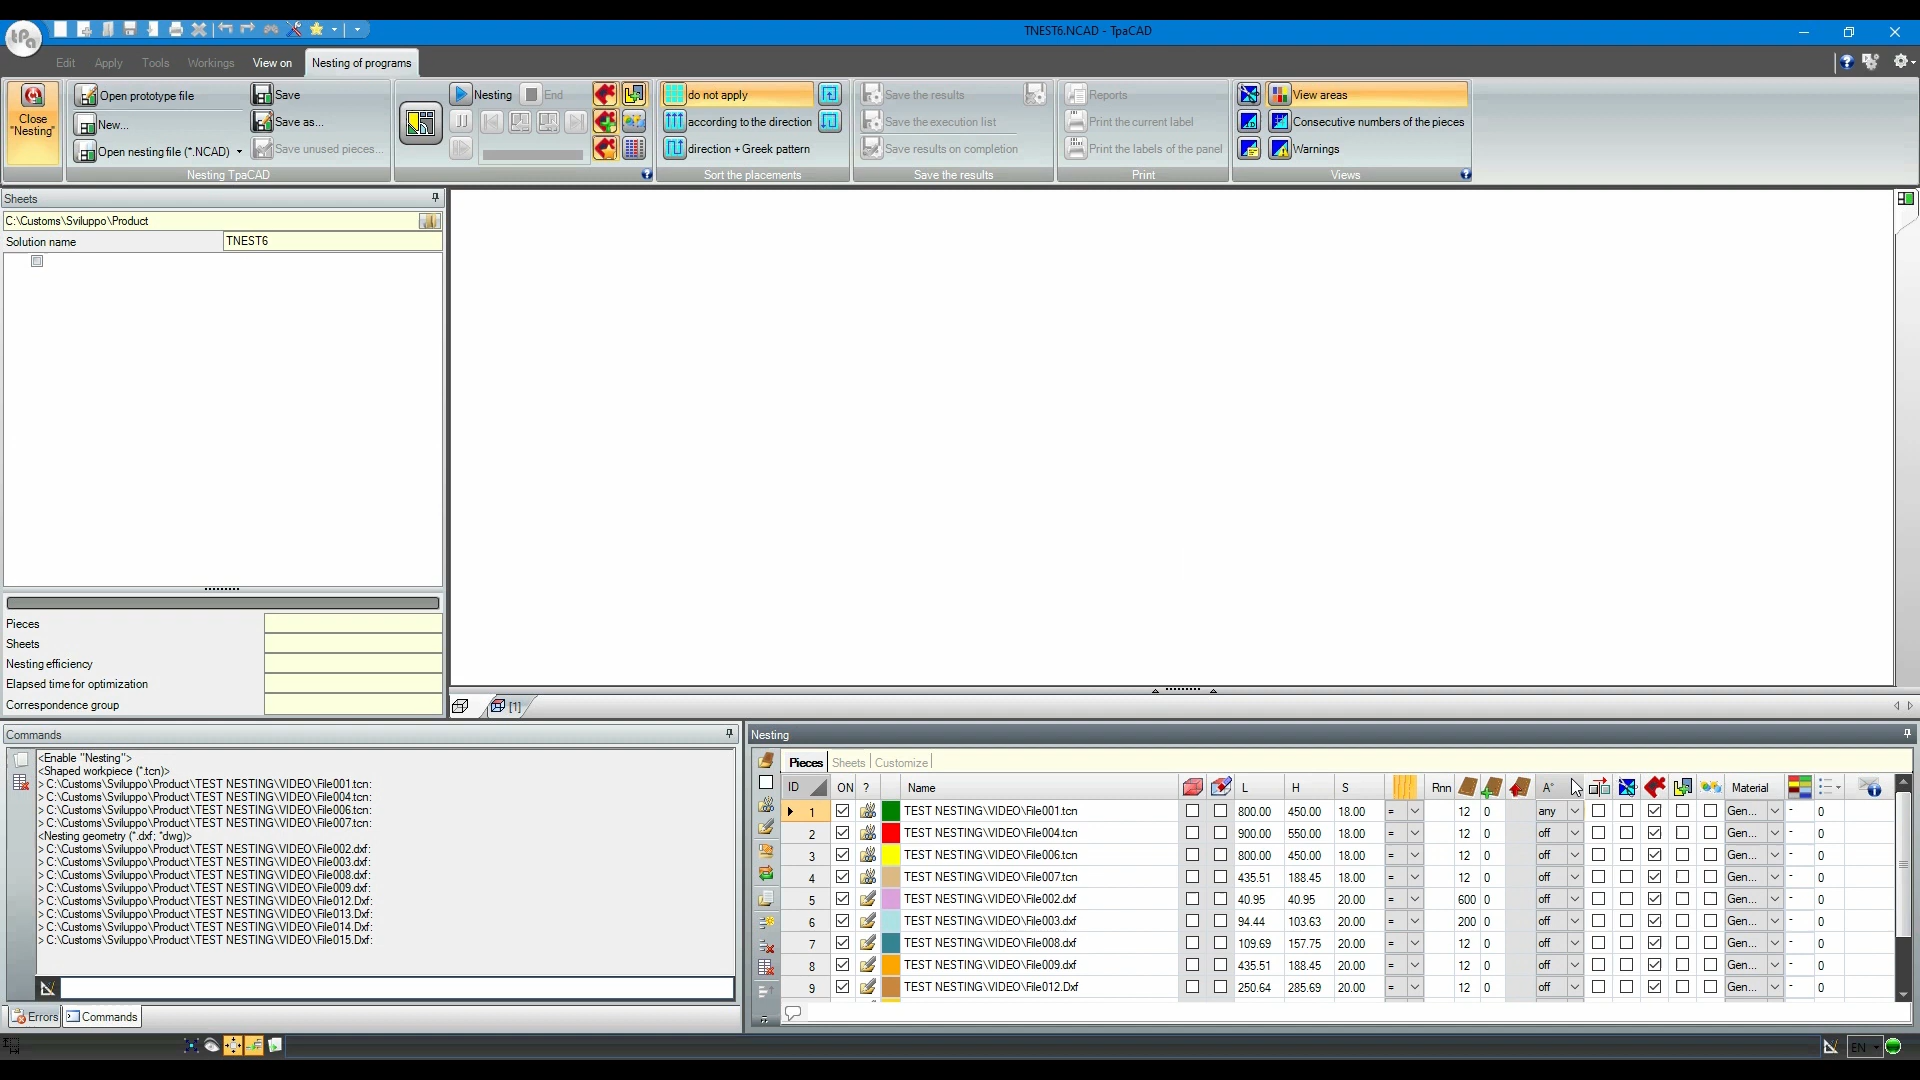 TNEST6.NCAD - TpaCAD
tpa
Edit Apply Tools Workings View on Nesting of programs
Close "Nesting"
Open prototype file Save
New... Save as...
Open nesting file (*.NCAD) Save unused pieces...
Nesting TpaCAD
Nesting End
do not apply
according to the direction
direction + Greek pattern
Sort the placements
Save the results
Save the execution list
Save results on completion
Save the results
Reports
Print the current label
Print the labels of the panel
Print
View areas
Consecutive numbers of the pieces
Warnings
Views
Sheets
C:\Customs\Sviluppo\Product
Solution name TNEST6
Pieces
Sheets
Nesting efficiency
Elapsed time for optimization
Correspondence group
[1]
Commands
<Enable "Nesting">
<Shaped workpiece (*.tcn)>
> C:\Customs\Sviluppo\Product\TEST NESTING\VIDEO\File001.tcn:
> C:\Customs\Sviluppo\Product\TEST NESTING\VIDEO\File004.tcn:
> C:\Customs\Sviluppo\Product\TEST NESTING\VIDEO\File006.tcn:
> C:\Customs\Sviluppo\Product\TEST NESTING\VIDEO\File007.tcn:
<Nesting geometry (*.dxf; *dwg)>
> C:\Customs\Sviluppo\Product\TEST NESTING\VIDEO\File002.dxf:
> C:\Customs\Sviluppo\Product\TEST NESTING\VIDEO\File003.dxf:
> C:\Customs\Sviluppo\Product\TEST NESTING\VIDEO\File008.dxf:
> C:\Customs\Sviluppo\Product\TEST NESTING\VIDEO\File009.dxf:
> C:\Customs\Sviluppo\Product\TEST NESTING\VIDEO\File012.Dxf:
> C:\Customs\Sviluppo\Product\TEST NESTING\VIDEO\File013.Dxf:
> C:\Customs\Sviluppo\Product\TEST NESTING\VIDEO\File014.Dxf:
> C:\Customs\Sviluppo\Product\TEST NESTING\VIDEO\File015.Dxf:
Errors Commands
Nesting
Pieces Sheets Customize
ID ON ? Name L H S Rnn A° Material
1 TEST NESTING\VIDEO\File001.tcn 800.00 450.00 18.00 = 12 0 any Gen... - 0
2 TEST NESTING\VIDEO\File004.tcn 900.00 550.00 18.00 = 12 0 off Gen... - 0
3 TEST NESTING\VIDEO\File006.tcn 800.00 450.00 18.00 = 12 0 off Gen... - 0
4 TEST NESTING\VIDEO\File007.tcn 435.51 188.45 18.00 = 12 0 off Gen... - 0
5 TEST NESTING\VIDEO\File002.dxf 40.95 40.95 20.00 = 600 0 off Gen... - 0
6 TEST NESTING\VIDEO\File003.dxf 94.44 103.63 20.00 = 200 0 off Gen... - 0
7 TEST NESTING\VIDEO\File008.dxf 109.69 157.75 20.00 = 12 0 off Gen... - 0
8 TEST NESTING\VIDEO\File009.dxf 435.51 188.45 20.00 = 12 0 off Gen... - 0
9 TEST NESTING\VIDEO\File012.Dxf 250.64 285.69 20.00 = 12 0 off Gen... - 0
EN